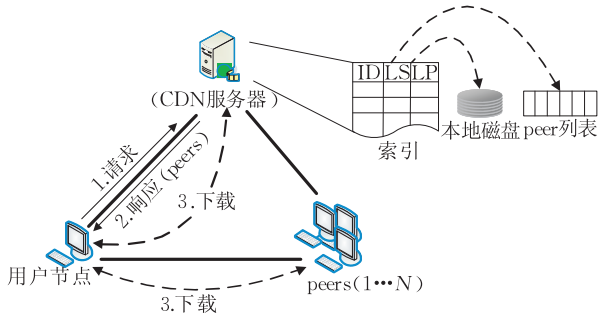 ID LS LP
(CDN服务器)
本地磁盘
peer列表
索引
1.请求
2.响应(peers)
3.下载
用户节点
peers(1…N)
3.下载